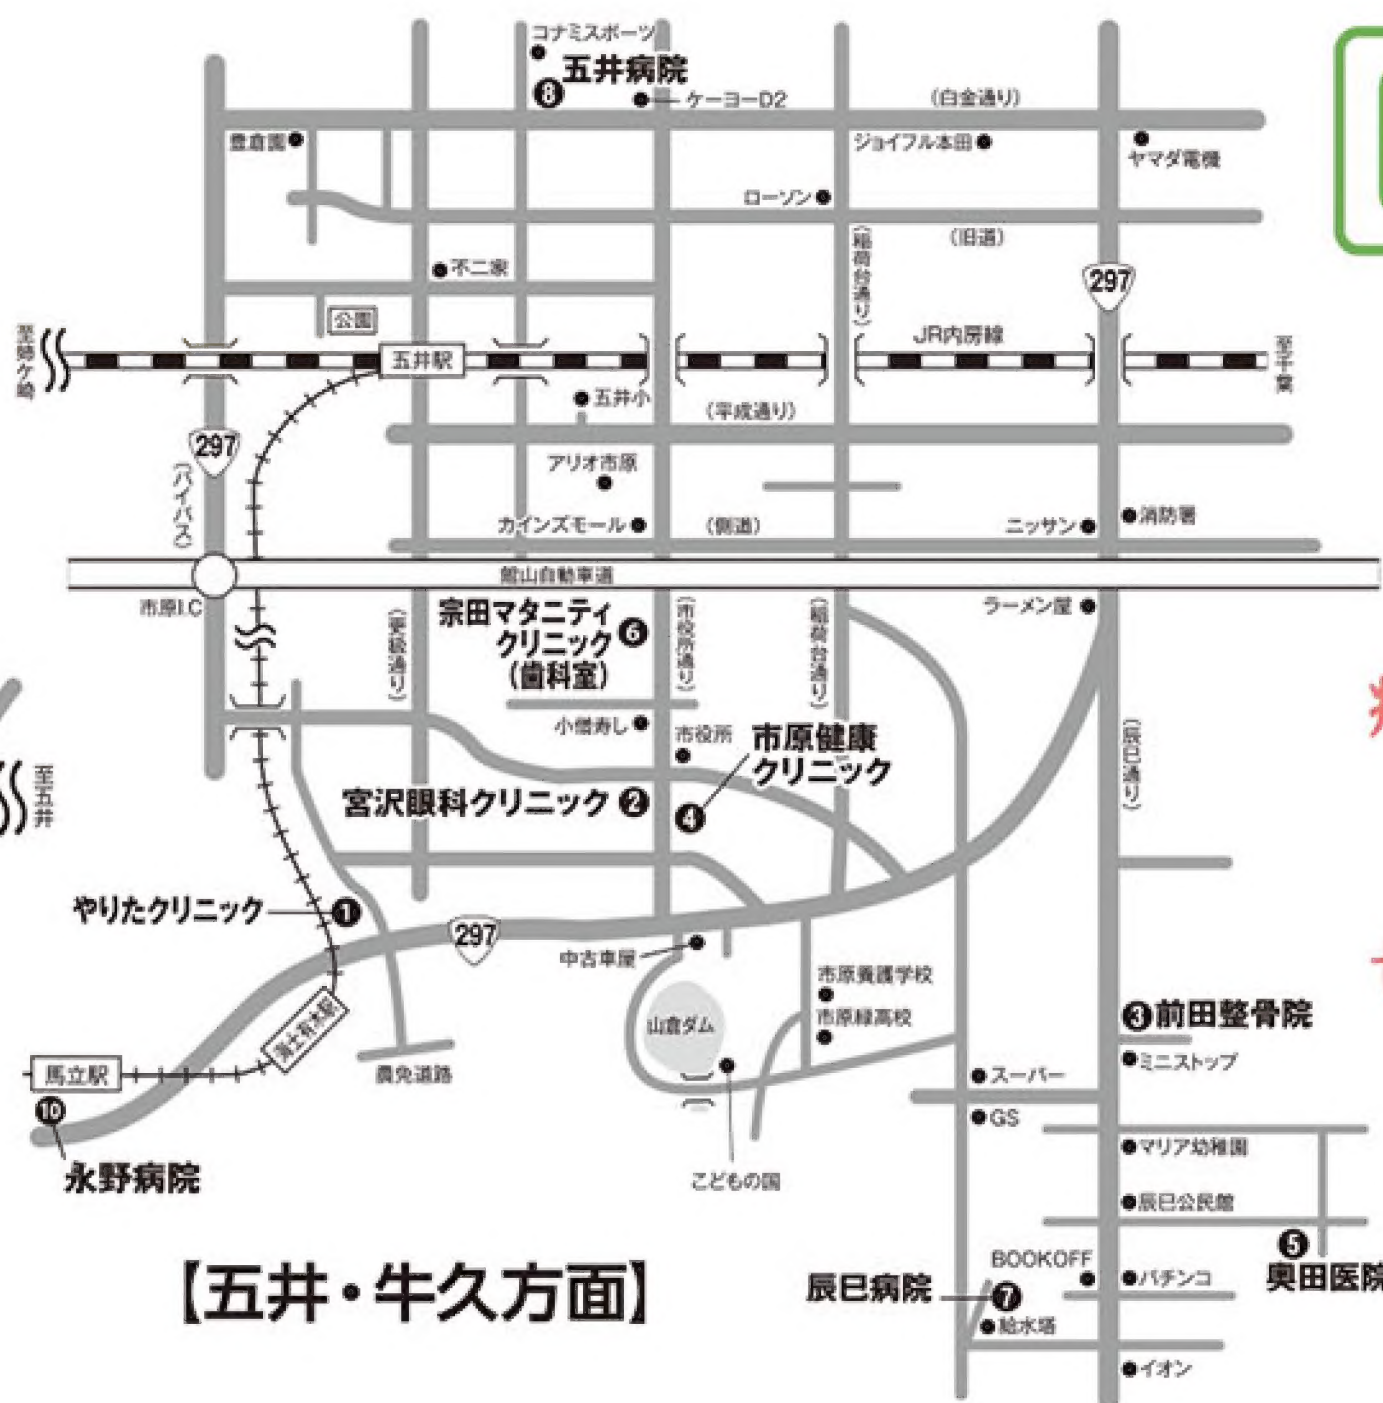 コナミスポーツ
五井病院
8
ケーヨーD2
(白金通り)
豊倉園
ジョイフル本田
ヤマダ電機
ローソン
(旧道)
(稲荷台通り)
不二家
297
公園
JR内房線
至姉ケ崎
五井駅
至千葉
五井小
(平成通り)
297
(バイパス)
アリオ市原
カインズモール
(側道)
ニッサン
消防署
館山自動車道
市原I.C
(更級通り)
宗田マタニティ
クリニック
(歯科室)
6
(市役所通り)
(稲荷台通り)
ラーメン屋
小僧寿し
市役所
市原健康
クリニック
(辰巳通り)
至五井
宮沢眼科クリニック
2
4
やりたクリニック
1
297
中古車屋
市原養護学校
山倉ダム
市原緑高校
3
前田整骨院
ミニストップ
海士有木駅
馬立駅
農免道路
スーパー
10
GS
マリア幼稚園
永野病院
こどもの国
辰巳公民館
5
奥田医院
BOOKOFF
パチンコ
【五井・牛久方面】
辰巳病院
7
給水塔
イオン